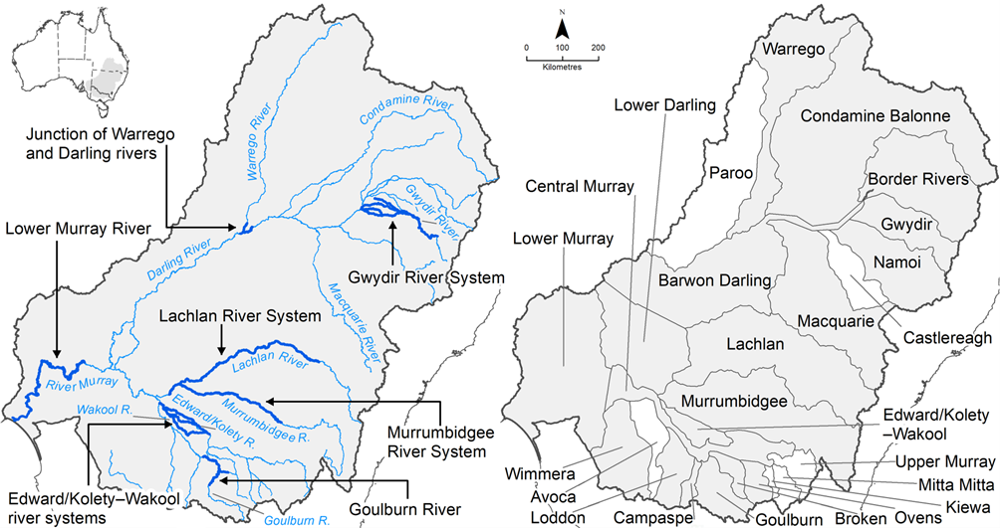 Junction of Warrego
and Darling rivers
Warrego River
Condamine River
Gwydir River
Lower Murray River
Darling River
Gwydir River System
Macquarie River
Lachlan River System
Lachlan River
River Murray
Wakool R.
Edward/Kolety R.
Murrumbidgee R.
Murrumbidgee
River System
Edward/Kolety–Wakool
river systems
Goulburn River
Goulburn R.
N
0 100 200
Kilometres
Warrego
Lower Darling
Condamine Balonne
Paroo
Central Murray
Border Rivers
Lower Murray
Gwydir
Namoi
Barwon Darling
Macquarie
Castlereagh
Lachlan
Murrumbidgee
Edward/Kolety
–Wakool
Wimmera
Avoca
Loddon
Campaspe
Goulburn
Broken
Oven
Kiewa
Mitta Mitta
Upper Murray